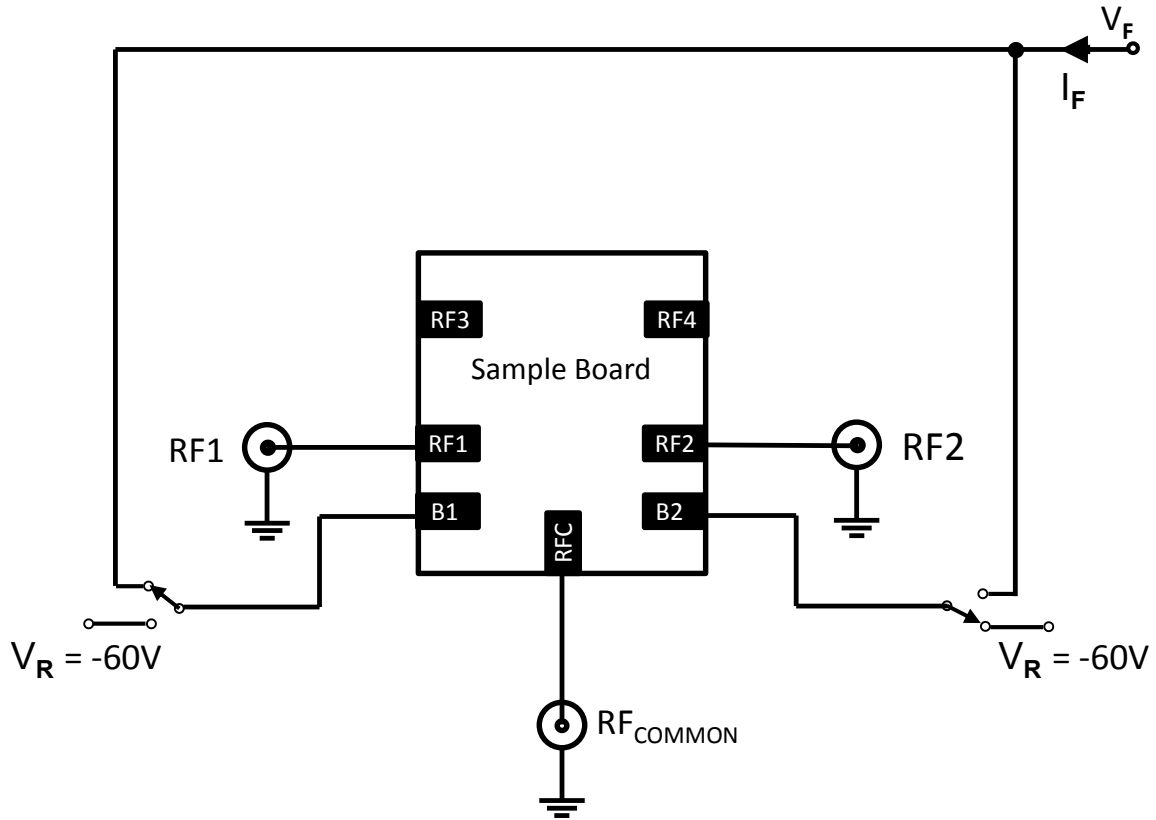 VF
IF
RF3
RF4
Sample Board
RF1
RF1
RF2
RF2
B1
B2
RFC
VR = -60V
VR = -60V
RFCOMMON